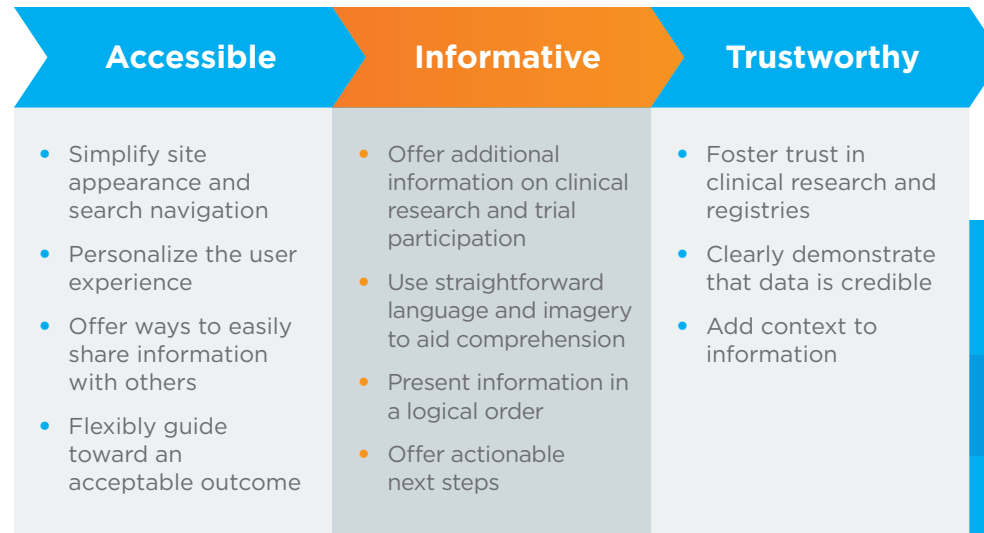 Accessible
Simplify site
appearance and
search navigation
Personalize the user
experience
Offer ways to easily
share information
with others
Flexibly guide
toward an
acceptable outcome
Informative
Offer additional
information on clinical
research and trial
participation
Use straightforward
language and imagery
to aid comprehension
Present information in
a logical order
Offer actionable
next steps
Trustworthy
Foster trust in
clinical research and
registries
Clearly demonstrate
that data is credible
Add context to
information